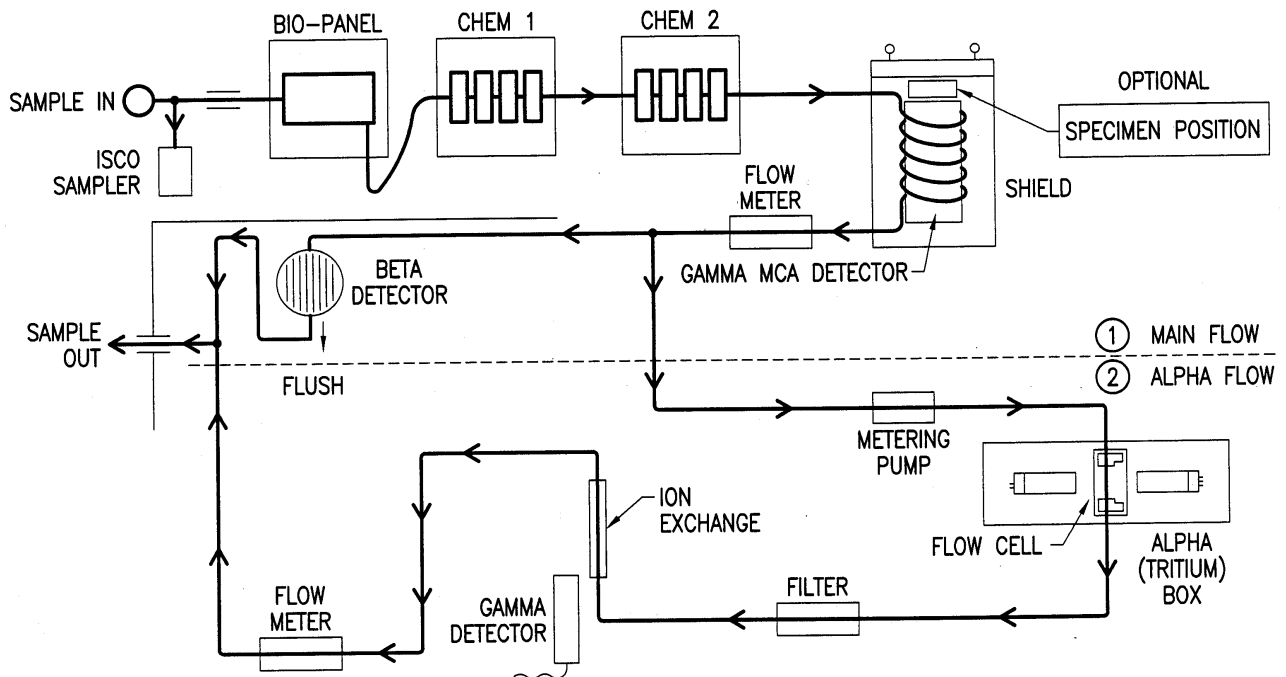 BIO-PANEL
CHEM 1
CHEM 2
SAMPLE IN
ISCO
SAMPLER
OPTIONAL
SPECIMEN POSITION
SHIELD
FLOW
METER
GAMMA MCA DETECTOR
BETA
DETECTOR
SAMPLE
OUT
FLUSH
1 MAIN FLOW
2 ALPHA FLOW
METERING
PUMP
ION
EXCHANGE
FLOW CELL
ALPHA
(TRITIUM)
BOX
FILTER
GAMMA
DETECTOR
FLOW
METER